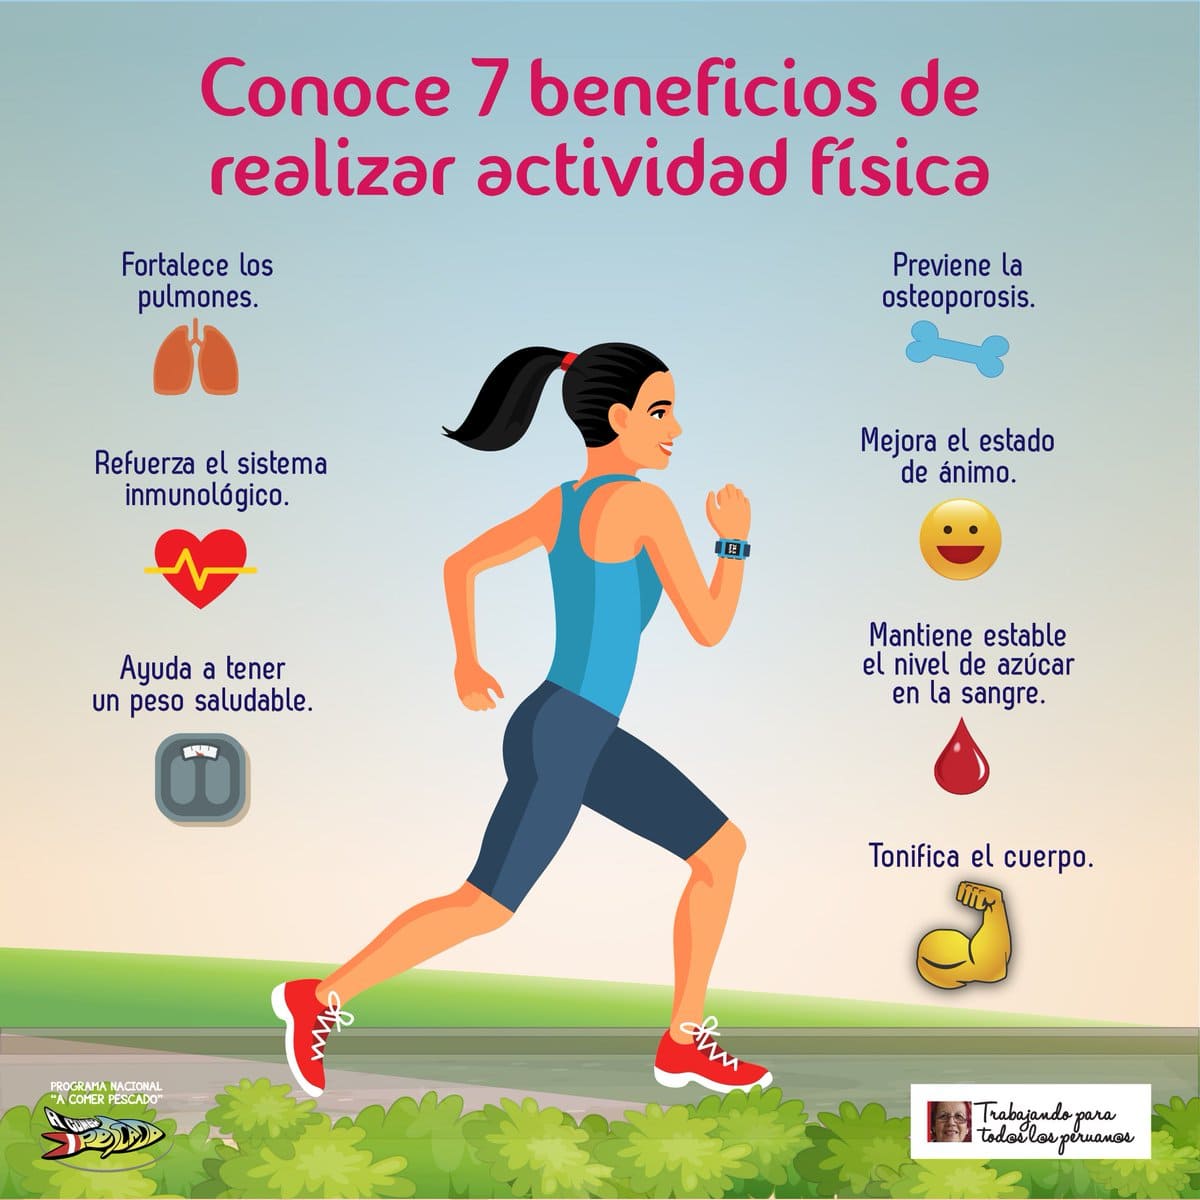 Conoce 7 beneficios de
realizar actividad física
Fortalece los
pulmones.
Refuerza el sistema
inmunológico.
Ayuda a tener
un peso saludable.
Previene la
osteoporosis.
Mejora el estado
de ánimo.
Mantiene estable
el nivel de azúcar
en la sangre.
Tonifica el cuerpo.
PROGRAMA NACIONAL
"A COMER PESCADO"
A COMER
PESCADO
Trabajando para
todos los peruanos